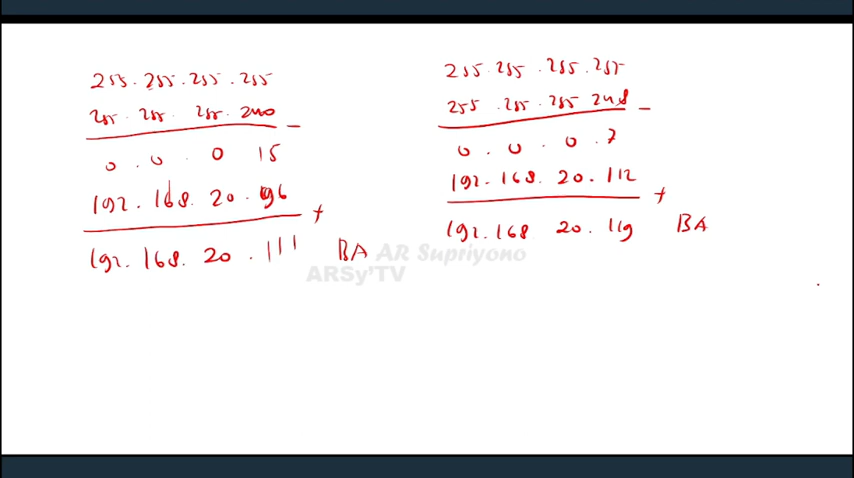 255.255.255.255
255.255.255.240 -
0.0.0 15
192.168.20.96 +
192.168.20.111 BA
255.255.255.255
255.255.255 248 -
0.0.0.7
192.168.20.112 +
192.168 20.119 BA
AR Supriyono
ARSy'TV